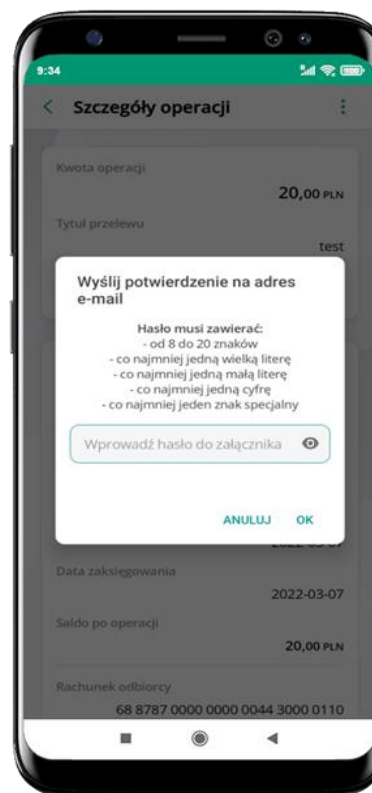 9:34
Szczegóły operacji
Kwota operacji
20,00 PLN
Tytuł przelewu
test
Wyślij potwierdzenie na adres
e-mail
Hasło musi zawierać:
- od 8 do 20 znaków
- co najmniej jedną wielką literę
- co najmniej jedną małą literę
- co najmniej jedną cyfrę
- co najmniej jeden znak specjalny
Wprowadź hasło do załącznika
ANULUJ OK
2022-03-07
Data zaksięgowania
2022-03-07
Saldo po operacji
20,00 PLN
Rachunek odbiorcy
68 8787 0000 0000 0044 3000 0110